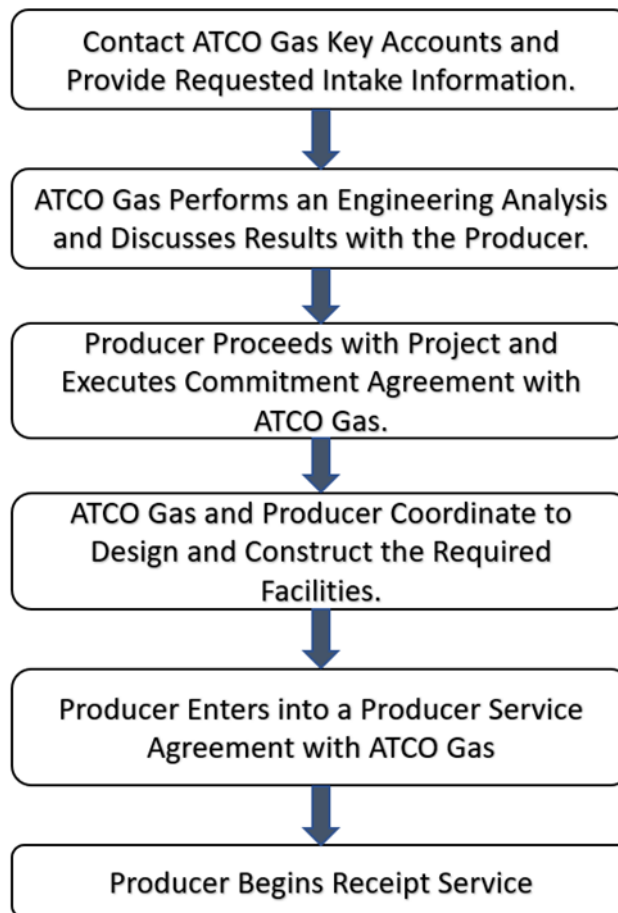 Contact ATCO Gas Key Accounts and
Provide Requested Intake Information.
ATCO Gas Performs an Engineering Analysis
and Discusses Results with the Producer.
Producer Proceeds with Project and
Executes Commitment Agreement with
ATCO Gas.
ATCO Gas and Producer Coordinate to
Design and Construct the Required
Facilities.
Producer Enters into a Producer Service
Agreement with ATCO Gas
Producer Begins Receipt Service